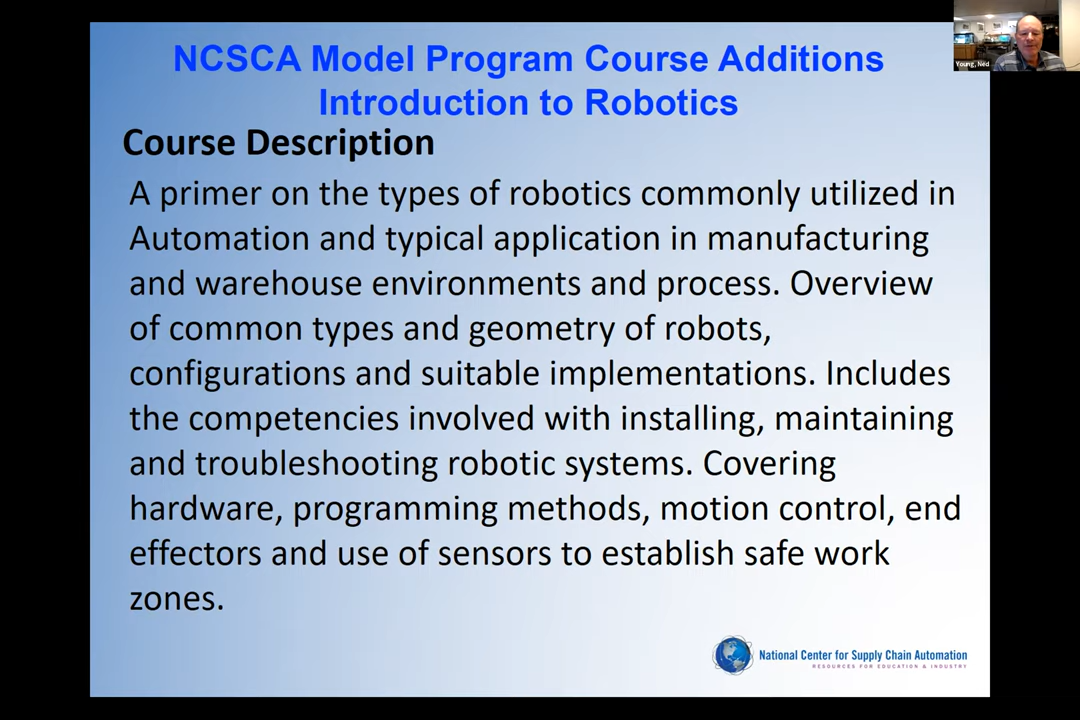 NCSCA Model Program Course Additions
Introduction to Robotics
Course Description
A primer on the types of robotics commonly utilized in
Automation and typical application in manufacturing
and warehouse environments and process. Overview
of common types and geometry of robots,
configurations and suitable implementations. Includes
the competencies involved with installing, maintaining
and troubleshooting robotic systems. Covering
hardware, programming methods, motion control, end
effectors and use of sensors to establish safe work
zones.
National Center for Supply Chain Automation
RESOURCES FOR EDUCATION & INDUSTRY
Young, Ned